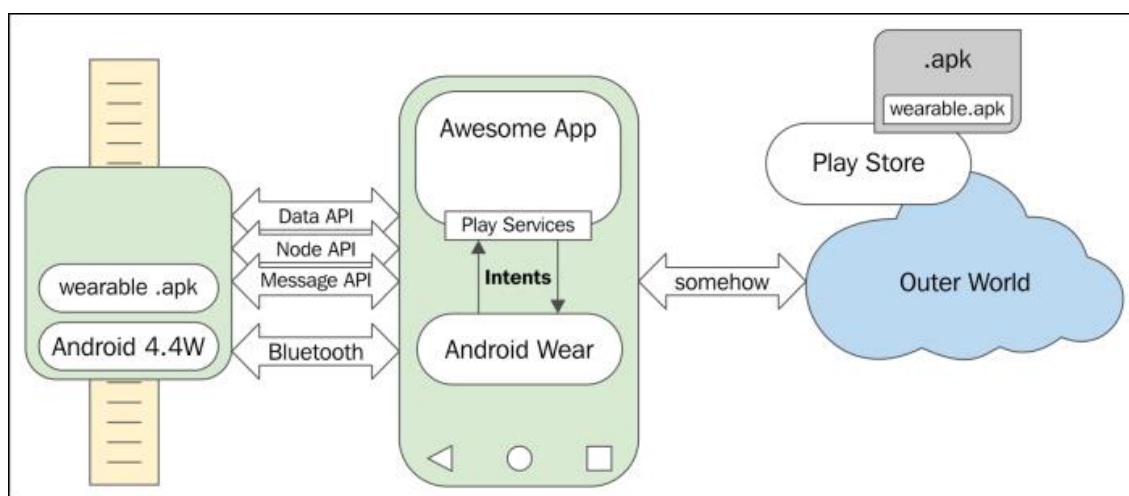 wearable .apk
Android 4.4W
Data API
Node API
Message API
Bluetooth
Awesome App
Play Services
Intents
Android Wear
somehow
.apk
wearable.apk
Play Store
Outer World